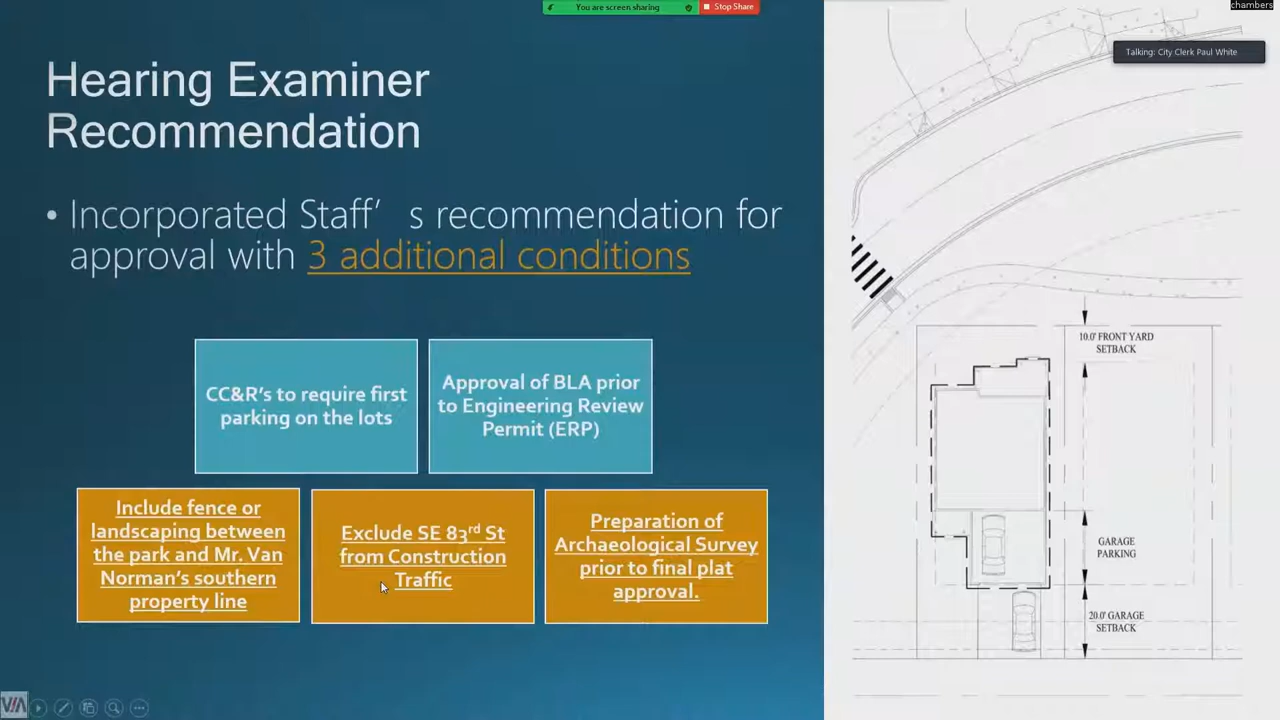 You are screen sharing
Stop Share
chambers
Talking: City Clerk Paul White
Hearing Examiner
Recommendation
• Incorporated Staff’ s recommendation for
approval with 3 additional conditions
CC&R’s to require first
parking on the lots
Approval of BLA prior
to Engineering Review
Permit (ERP)
Include fence or
landscaping between
the park and Mr. Van
Norman’s southern
property line
Exclude SE 83rd St
from Construction
Traffic
Preparation of
Archaeological Survey
prior to final plat
approval.
10.0' FRONT YARD
SETBACK
GARAGE
PARKING
20.0' GARAGE
SETBACK
VIA